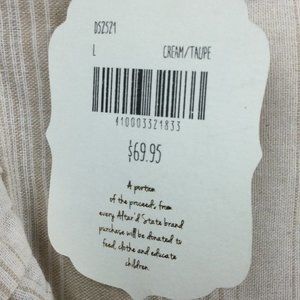 DS2521
L CREAM/TAUPE
410003321833
$69.95
A portion
of the proceeds from
every Altar'd State brand
purchase will be donated to
feed, clothe and educate
children.